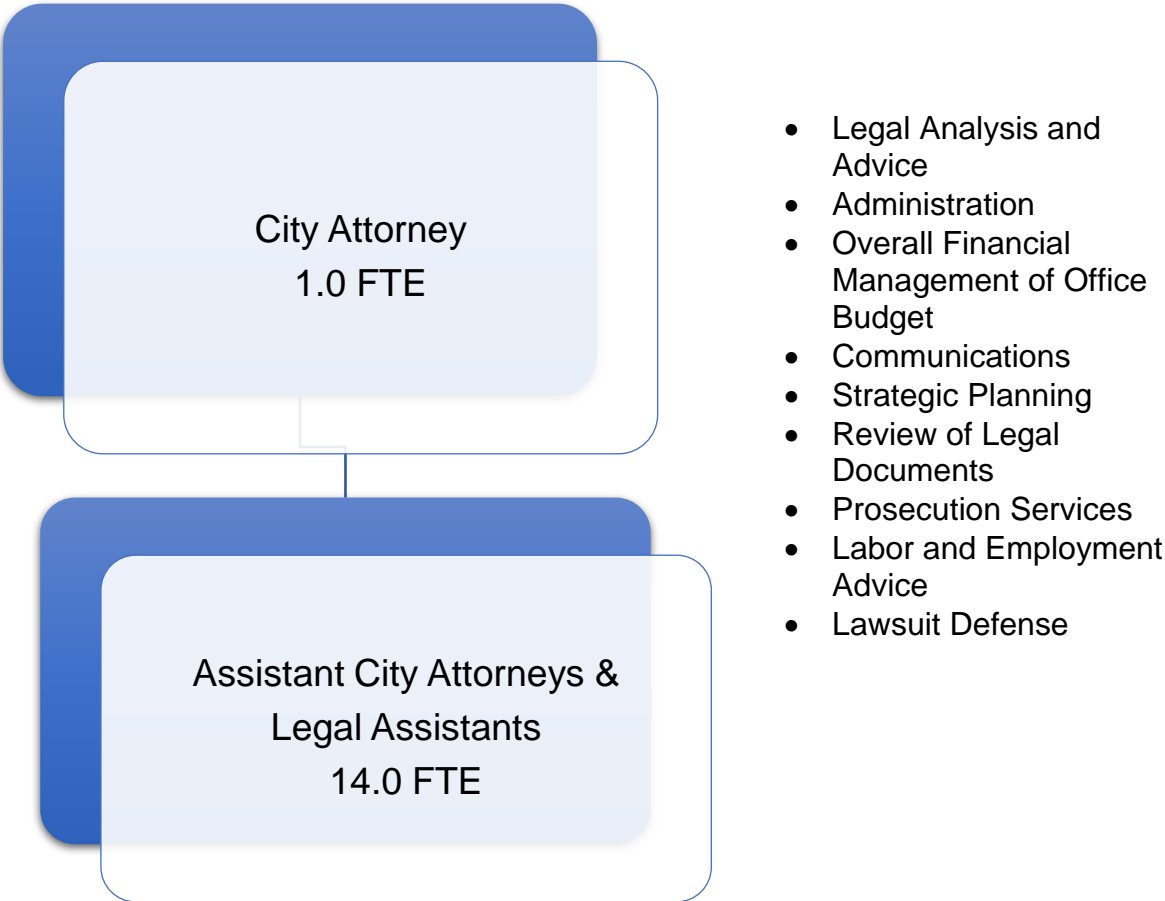 City Attorney
1.0 FTE
Assistant City Attorneys &
Legal Assistants
14.0 FTE
• Legal Analysis and
Advice
• Administration
• Overall Financial
Management of Office
Budget
• Communications
• Strategic Planning
• Review of Legal
Documents
• Prosecution Services
• Labor and Employment
Advice
• Lawsuit Defense